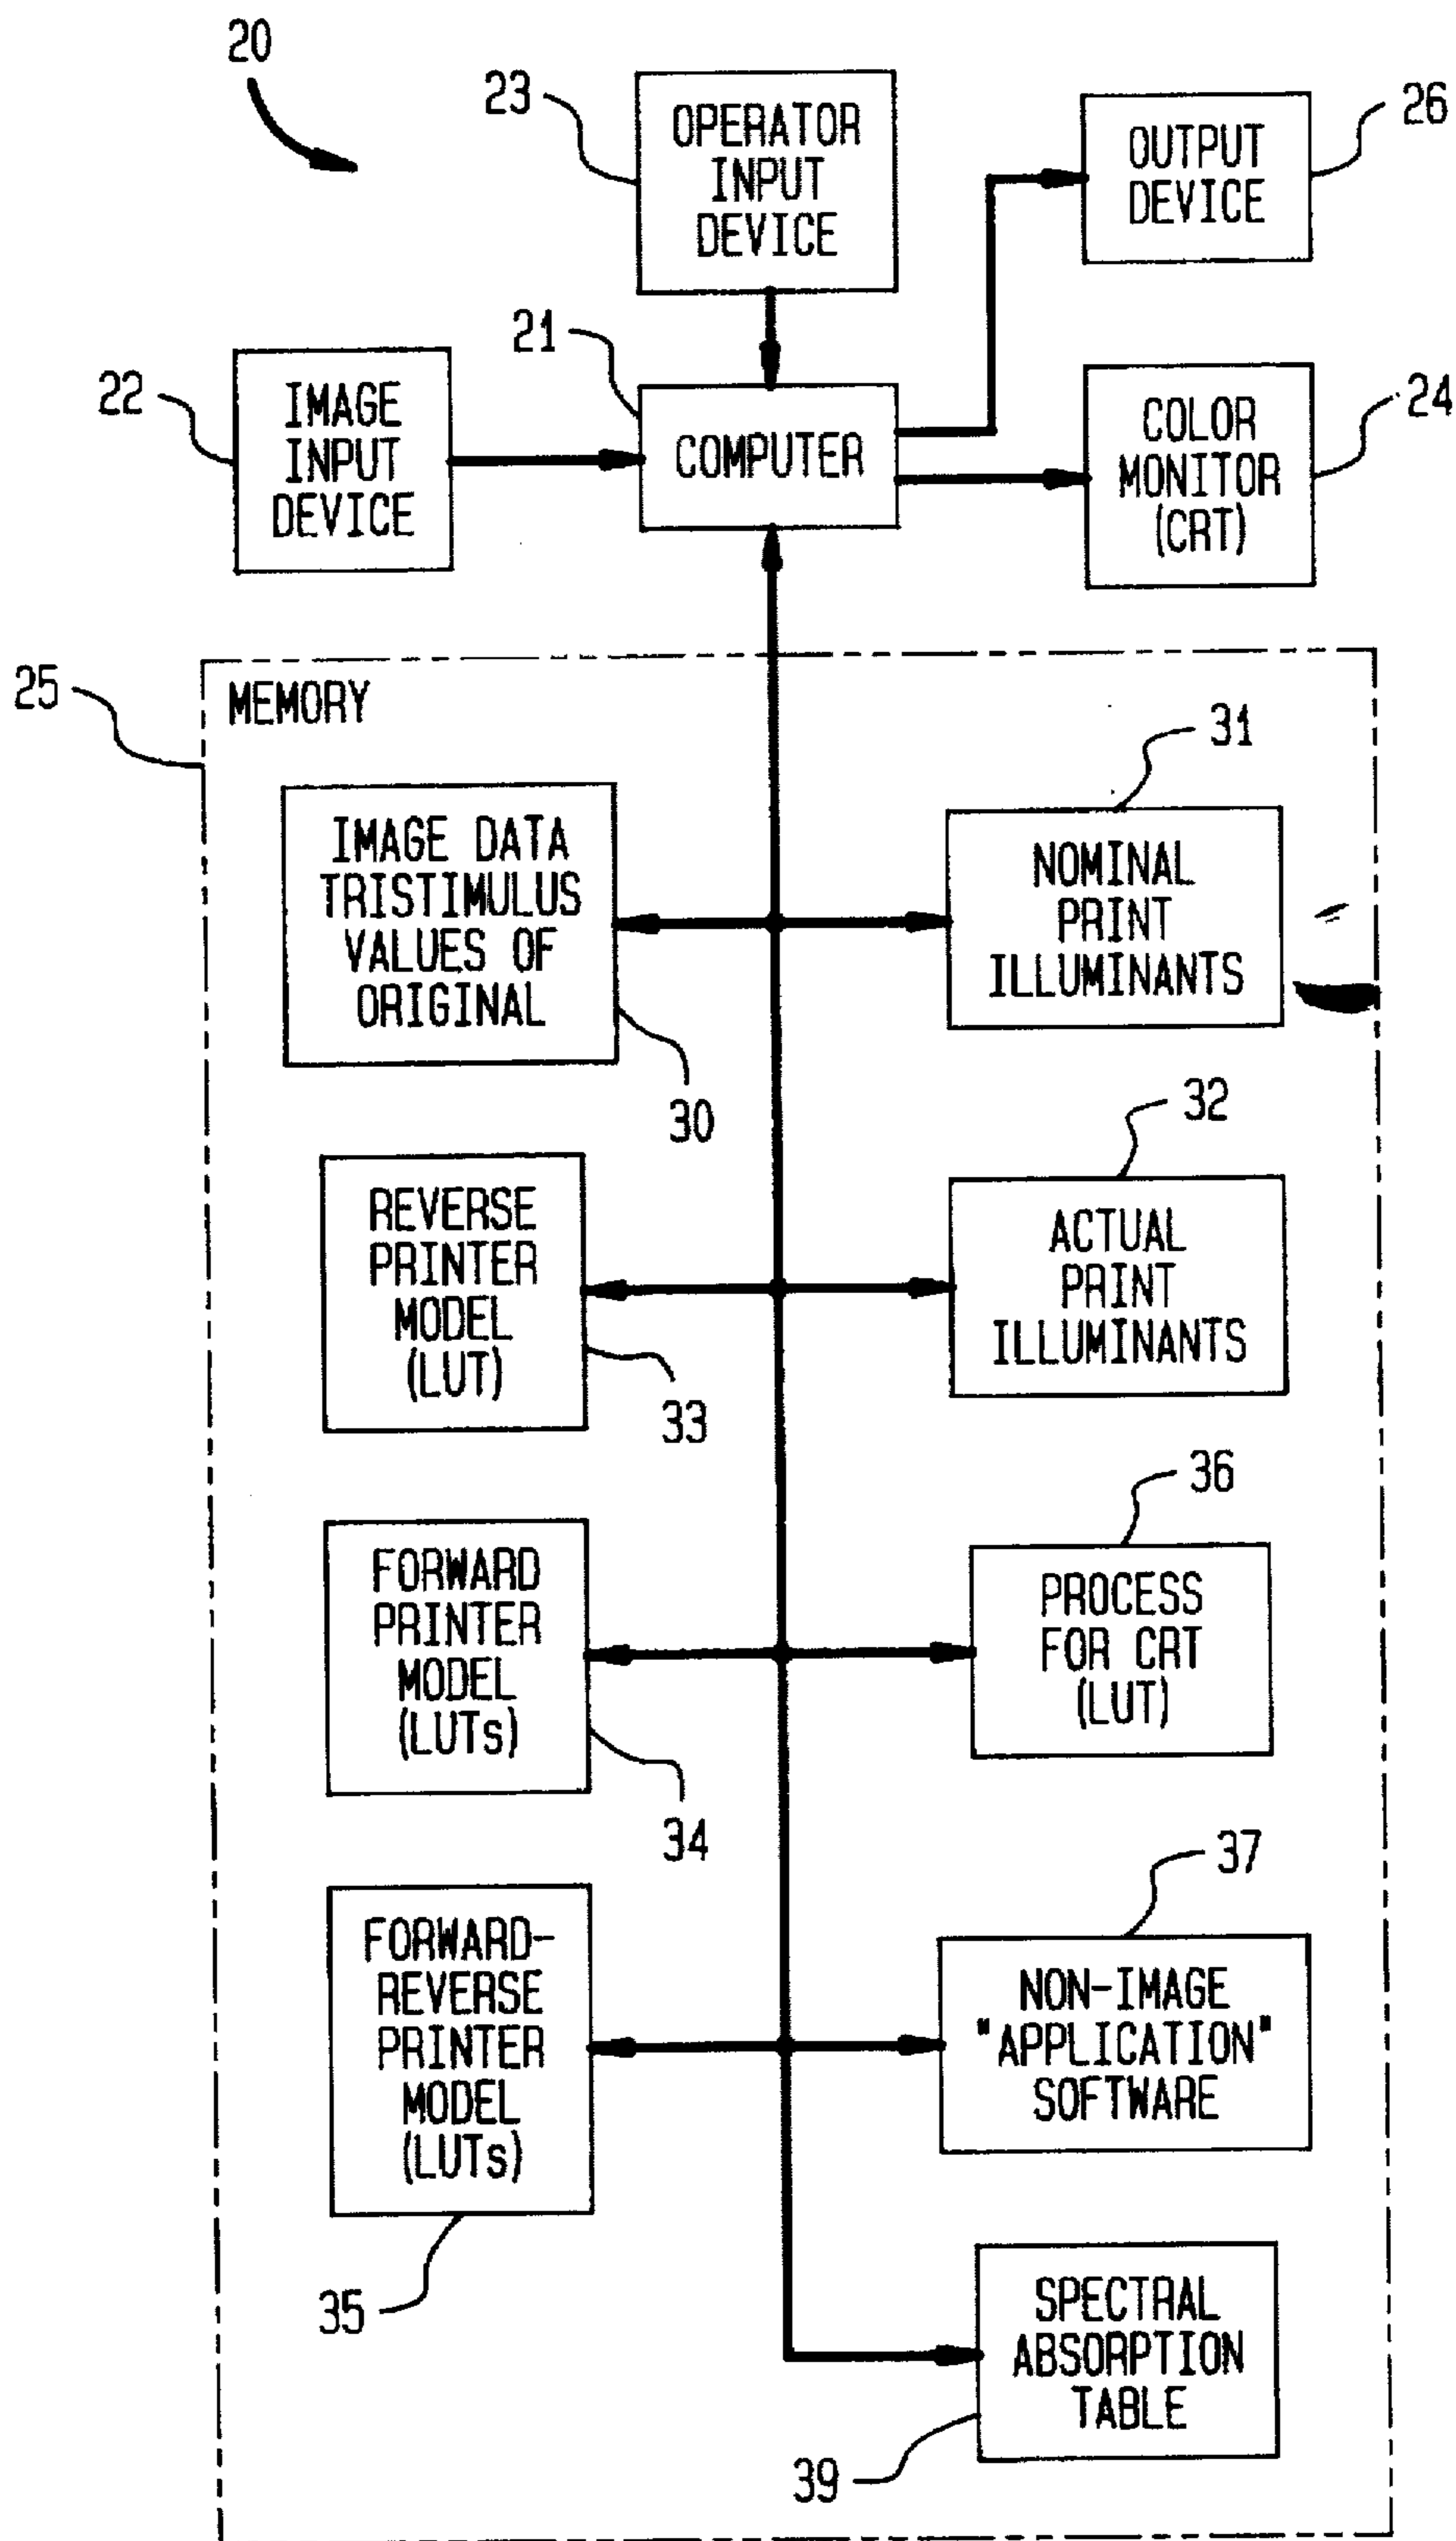 20
23
OPERATOR
INPUT
DEVICE
OUTPUT
DEVICE
26
21
22
IMAGE
INPUT
DEVICE
COMPUTER
COLOR
MONITOR
(CRT)
24
25
MEMORY
31
IMAGE DATA
TRISTIMULUS
VALUES OF
ORIGINAL
30
NOMINAL
PRINT
ILLUMINANTS
32
REVERSE
PRINTER
MODEL
(LUT)
33
ACTUAL
PRINT
ILLUMINANTS
36
FORWARD
PRINTER
MODEL
(LUTs)
34
PROCESS
FOR CRT
(LUT)
37
FORWARD-
REVERSE
PRINTER
MODEL
(LUTs)
35
NON-IMAGE
"APPLICATION"
SOFTWARE
SPECTRAL
ABSORPTION
TABLE
39